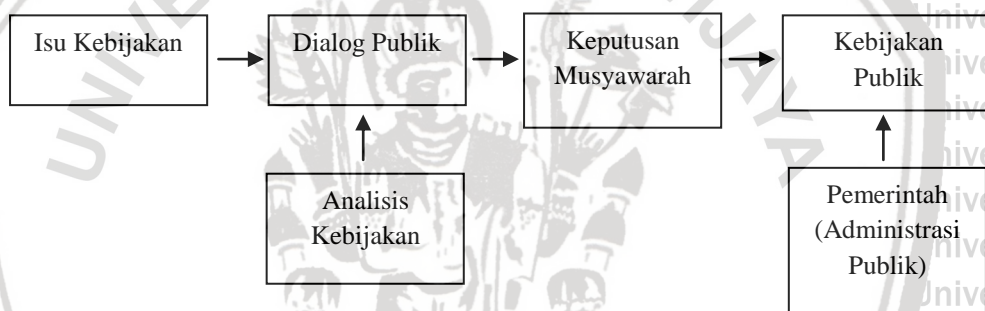 Isu Kebijakan
Dialog Publik
Keputusan
Musyawarah
Kebijakan
Publik
Analisis
Kebijakan
Pemerintah
(Administrasi
Publik)